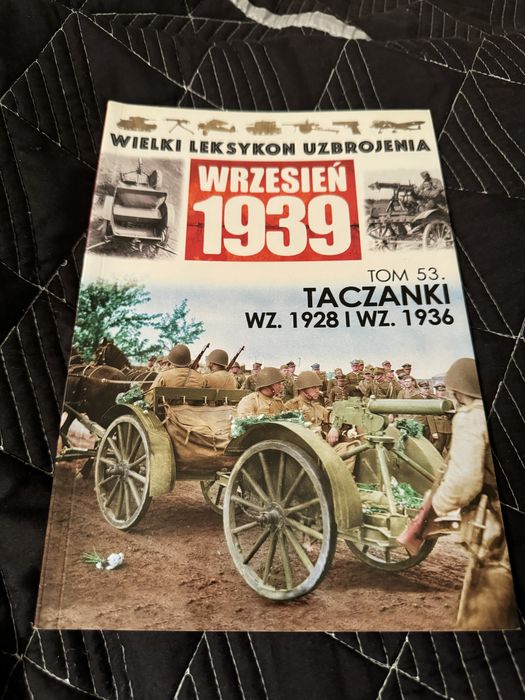 WIELKI LEKSYKON UZBROJENIA
WRZESIEŃ
1939
TOM 53.
TACZANKI
WZ. 1928 I WZ. 1936